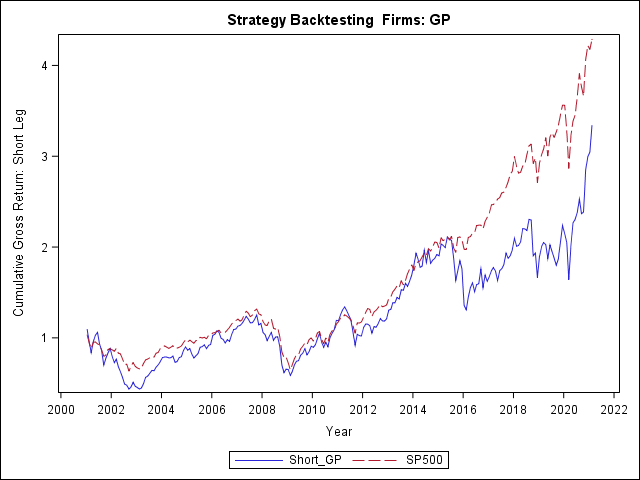 Strategy Backtesting  Firms: GP
Cumulative Gross Return: Short Leg
4
3
2
1
2000 2002 2004 2006 2008 2010 2012 2014 2016 2018 2020 2022
Year
Short_GP SP500